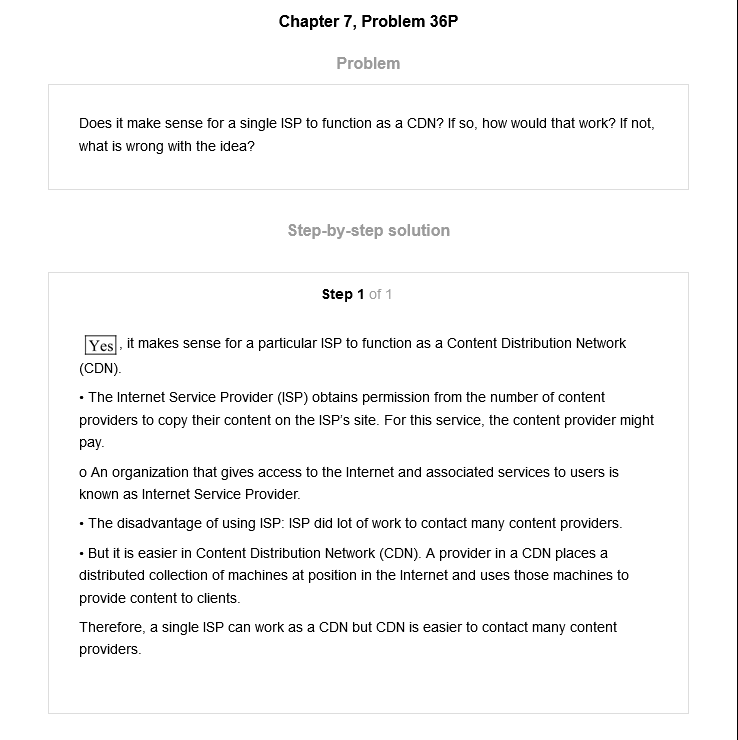 Chapter 7, Problem 36P
Problem
Does it make sense for a single ISP to function as a CDN? If so, how would that work? If not,
what is wrong with the idea?
Step-by-step solution
Step 1 of 1
Yes, it makes sense for a particular ISP to function as a Content Distribution Network
(CDN).
• The Internet Service Provider (ISP) obtains permission from the number of content
providers to copy their content on the ISP's site. For this service, the content provider might
pay.
o An organization that gives access to the Internet and associated services to users is
known as Internet Service Provider.
• The disadvantage of using ISP: ISP did lot of work to contact many content providers.
• But it is easier in Content Distribution Network (CDN). A provider in a CDN places a
distributed collection of machines at position in the Internet and uses those machines to
provide content to clients.
Therefore, a single ISP can work as a CDN but CDN is easier to contact many content
providers.